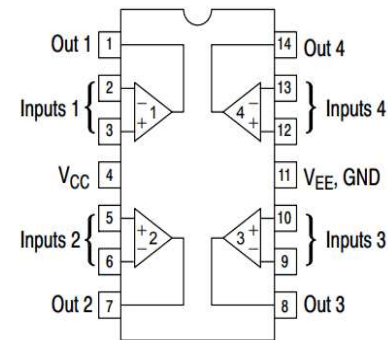 Out 1 1 14 Out 4
2 13
Inputs 1 { − 1 − 4 } Inputs 4
+ +
3 12
VCC 4 11 VEE, GND
5 10
Inputs 2 { + 2 + 3 } Inputs 3
− −
6 9
Out 2 7 8 Out 3